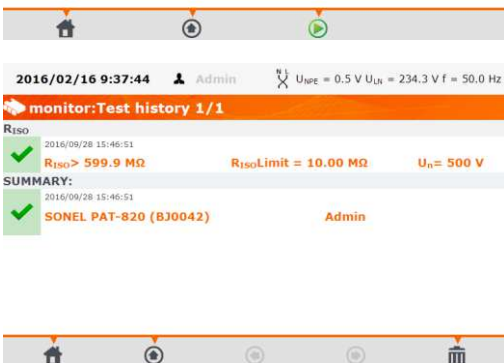 2016/02/16 9:37:44 Admin N L UNPE = 0.5 V ULN = 234.3 V f = 50.0 Hz
monitor:Test history 1/1
RISO
2016/09/28 15:46:51
RISO> 599.9 MΩ RISOLimit = 10.00 MΩ Un= 500 V
SUMMARY:
2016/09/28 15:46:51
SONEL PAT-820 (BJ0042) Admin